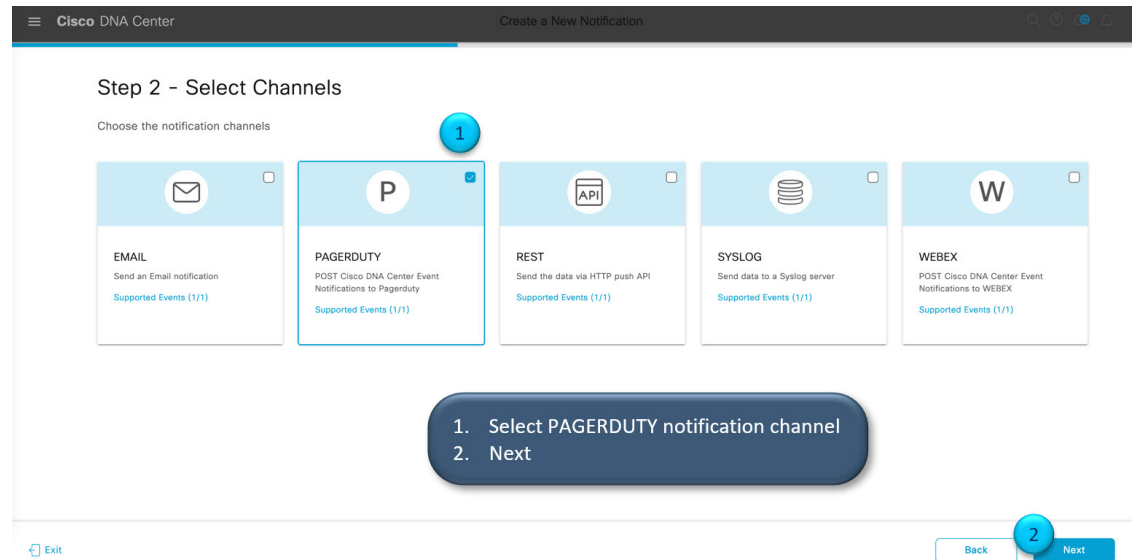 Cisco DNA Center
Create a New Notification
Step 2 - Select Channels
Choose the notification channels
1
P
API
W
EMAIL
Send an Email notification
Supported Events (1/1)
PAGERDUTY
POST Cisco DNA Center Event
Notifications to Pagerduty
Supported Events (1/1)
REST
Send the data via HTTP push API
Supported Events (1/1)
SYSLOG
Send data to a Syslog server
Supported Events (1/1)
WEBEX
POST Cisco DNA Center Event
Notifications to WEBEX
Supported Events (1/1)
1. Select PAGERDUTY notification channel
2. Next
Exit
Back
2
Next